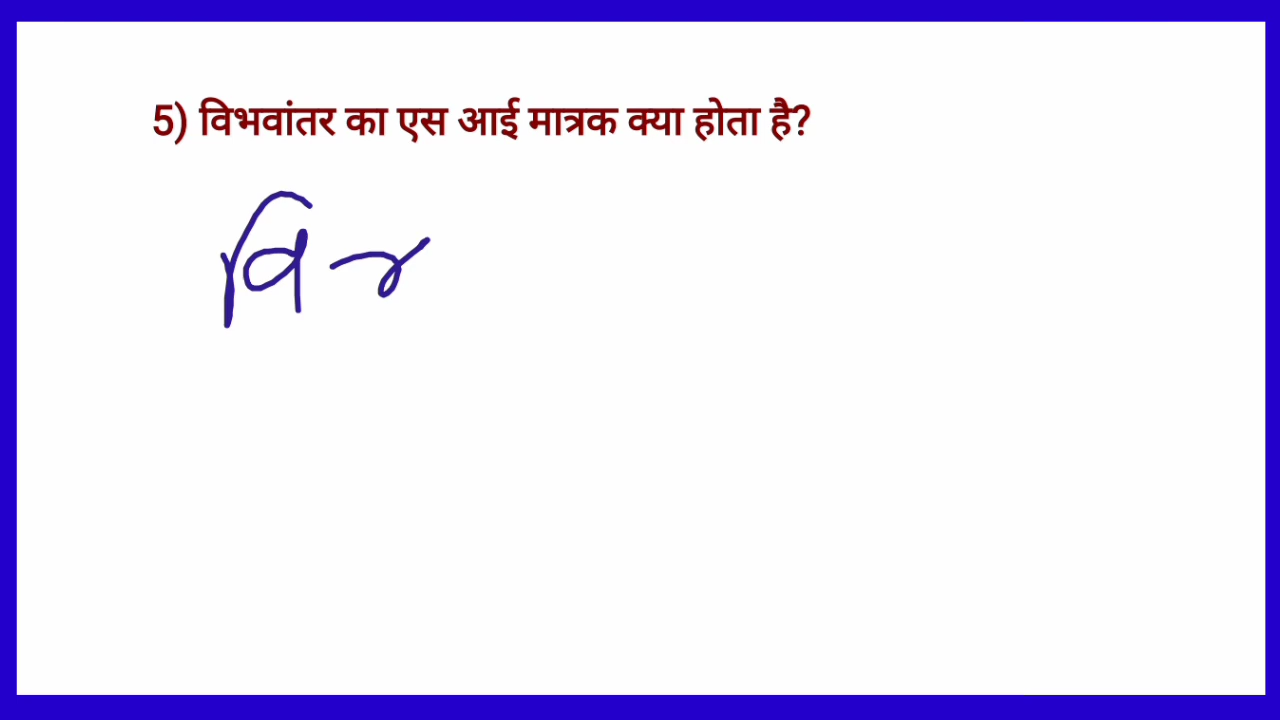 5) विभवांतर का एस आई मात्रक क्या होता है?
वि